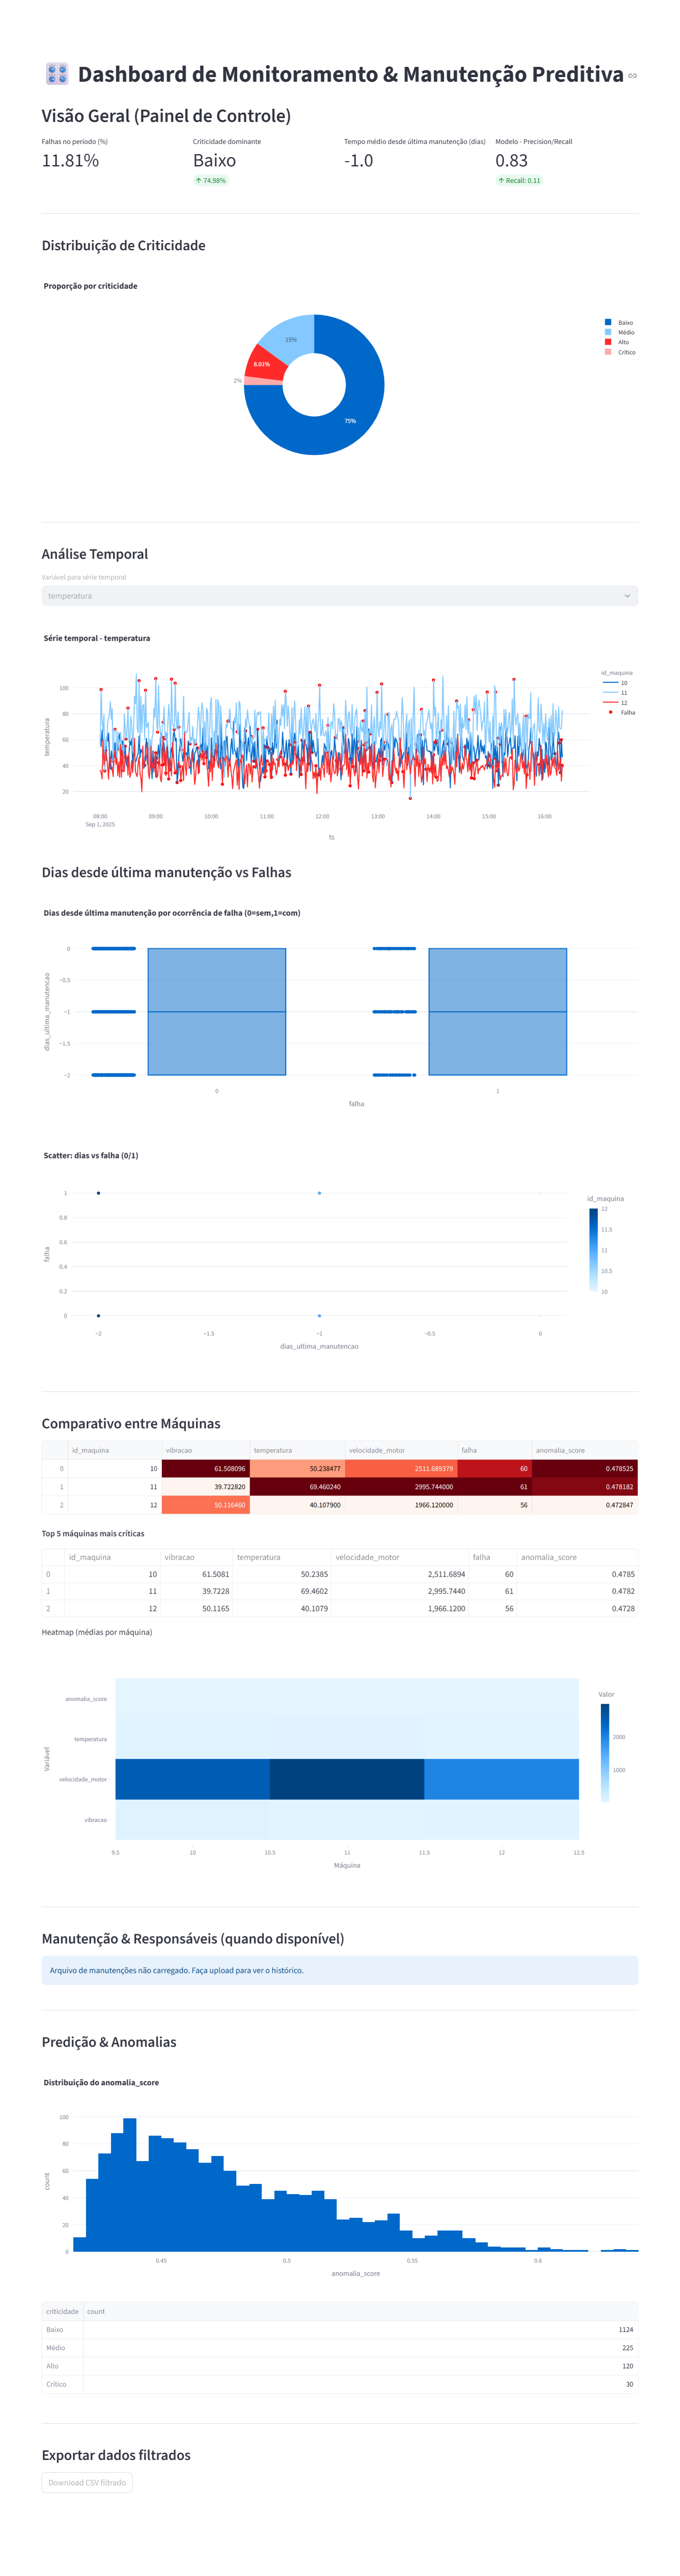 Dashboard de Monitoramento & Manutenção Preditiva
Visão Geral (Painel de Controle)
Falhas no período (%)
11.81%
Criticidade dominante
Baixo
↑ 74.98%
Tempo médio desde última manutenção (dias)
-1.0
Modelo - Precision/Recall
0.83
↑ Recall: 0.11
Distribuição de Criticidade
Proporção por criticidade
15%
8.01%
2%
75%
Baixo
Médio
Alto
Crítico
Análise Temporal
Variável para série temporal
temperatura
Série temporal - temperatura
temperatura
100
80
60
40
20
08:00 09:00 10:00 11:00 12:00 13:00 14:00 15:00 16:00
Sep 1, 2025
ts
id_maquina
10
11
12
Falha
Dias desde última manutenção vs Falhas
Dias desde última manutenção por ocorrência de falha (0=sem,1=com)
dias_ultima_manutencao
0
−0.5
−1
−1.5
−2
0 1
falha
Scatter: dias vs falha (0/1)
falha
1
0.8
0.6
0.4
0.2
0
−2 −1.5 −1 −0.5 0
dias_ultima_manutencao
id_maquina
12
11.5
11
10.5
10
Comparativo entre Máquinas
id_maquina vibracao temperatura velocidade_motor falha anomalia_score
0 10 61.508096 50.238477 2511.689379 60 0.478525
1 11 39.722820 69.460240 2995.744000 61 0.478182
2 12 50.116460 40.107900 1966.120000 56 0.472847
Top 5 máquinas mais críticas
id_maquina vibracao temperatura velocidade_motor falha anomalia_score
0 10 61.5081 50.2385 2,511.6894 60 0.4785
1 11 39.7228 69.4602 2,995.7440 61 0.4782
2 12 50.1165 40.1079 1,966.1200 56 0.4728
Heatmap (médias por máquina)
Variável
anomalia_score
temperatura
velocidade_motor
vibracao
9.5 10 10.5 11 11.5 12 12.5
Máquina
Valor
2000
1000
Manutenção & Responsáveis (quando disponível)
Arquivo de manutenções não carregado. Faça upload para ver o histórico.
Predição & Anomalias
Distribuição do anomalia_score
count
100
80
60
40
20
0
0.45 0.5 0.55 0.6
anomalia_score
criticidade count
Baixo 1124
Médio 225
Alto 120
Crítico 30
Exportar dados filtrados
Download CSV filtrado